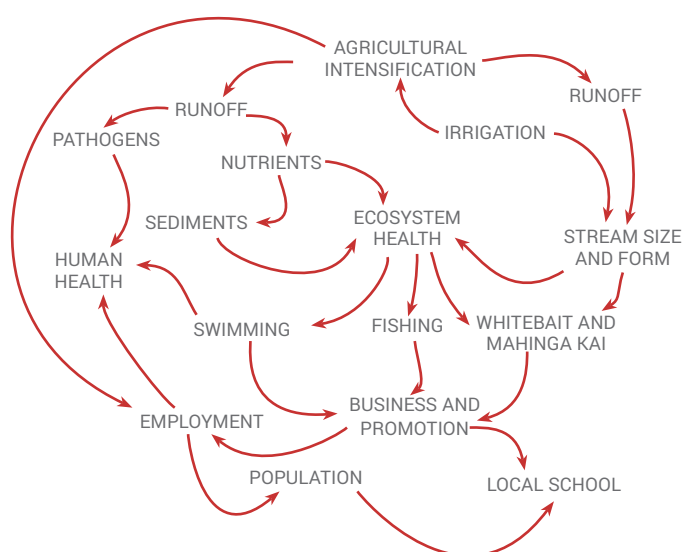 AGRICULTURAL
INTENSIFICATION
RUNOFF
RUNOFF
PATHOGENS
IRRIGATION
NUTRIENTS
SEDIMENTS
ECOSYSTEM
HEALTH
STREAM SIZE
AND FORM
HUMAN
HEALTH
SWIMMING
FISHING
WHITEBAIT AND
MAHINGA KAI
EMPLOYMENT
BUSINESS AND
PROMOTION
POPULATION
LOCAL SCHOOL